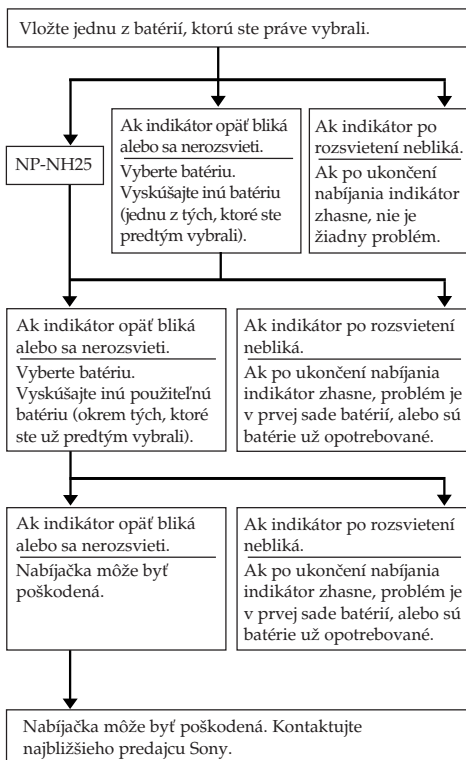 Vložte jednu z batérií, ktorú ste práve vybrali.
NP-NH25
Ak indikátor opäť bliká
alebo sa nerozsvieti.
Vyberte batériu.
Vyskúšajte inú batériu
(jednu z tých, ktoré ste
predtým vybrali).
Ak indikátor po
rozsvietení nebliká.
Ak po ukončení
nabíjania indikátor
zhasne, nie je
žiadny problém.
Ak indikátor opäť bliká
alebo sa nerozsvieti.
Vyberte batériu.
Vyskúšajte inú použiteľnú
batériu (okrem tých, ktoré
ste už predtým vybrali).
Ak indikátor po rozsvietení
nebliká.
Ak po ukončení nabíjania
indikátor zhasne, problém je
v prvej sade batérií, alebo sú
batérie už opotrebované.
Ak indikátor opäť bliká
alebo sa nerozsvieti.
Nabíjačka môže byť
poškodená.
Ak indikátor po rozsvietení
nebliká.
Ak po ukončení nabíjania
indikátor zhasne, problém je
v prvej sade batérií, alebo sú
batérie už opotrebované.
Nabíjačka môže byť poškodená. Kontaktujte
najbližšieho predajcu Sony.